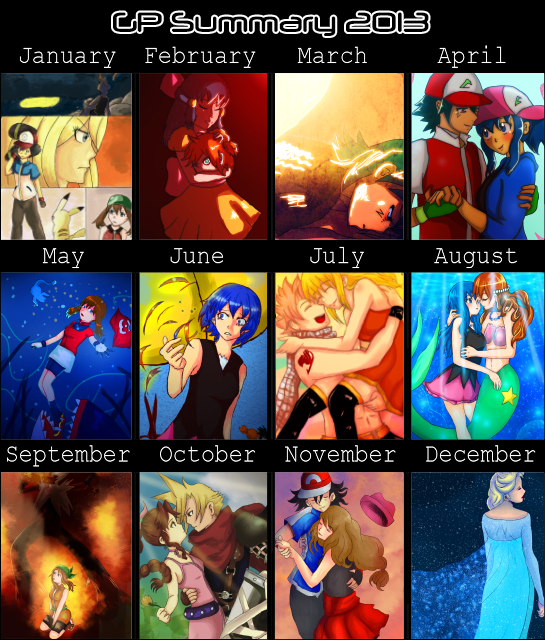 GP Summary 2013
January February March April
May June July August
September October November December